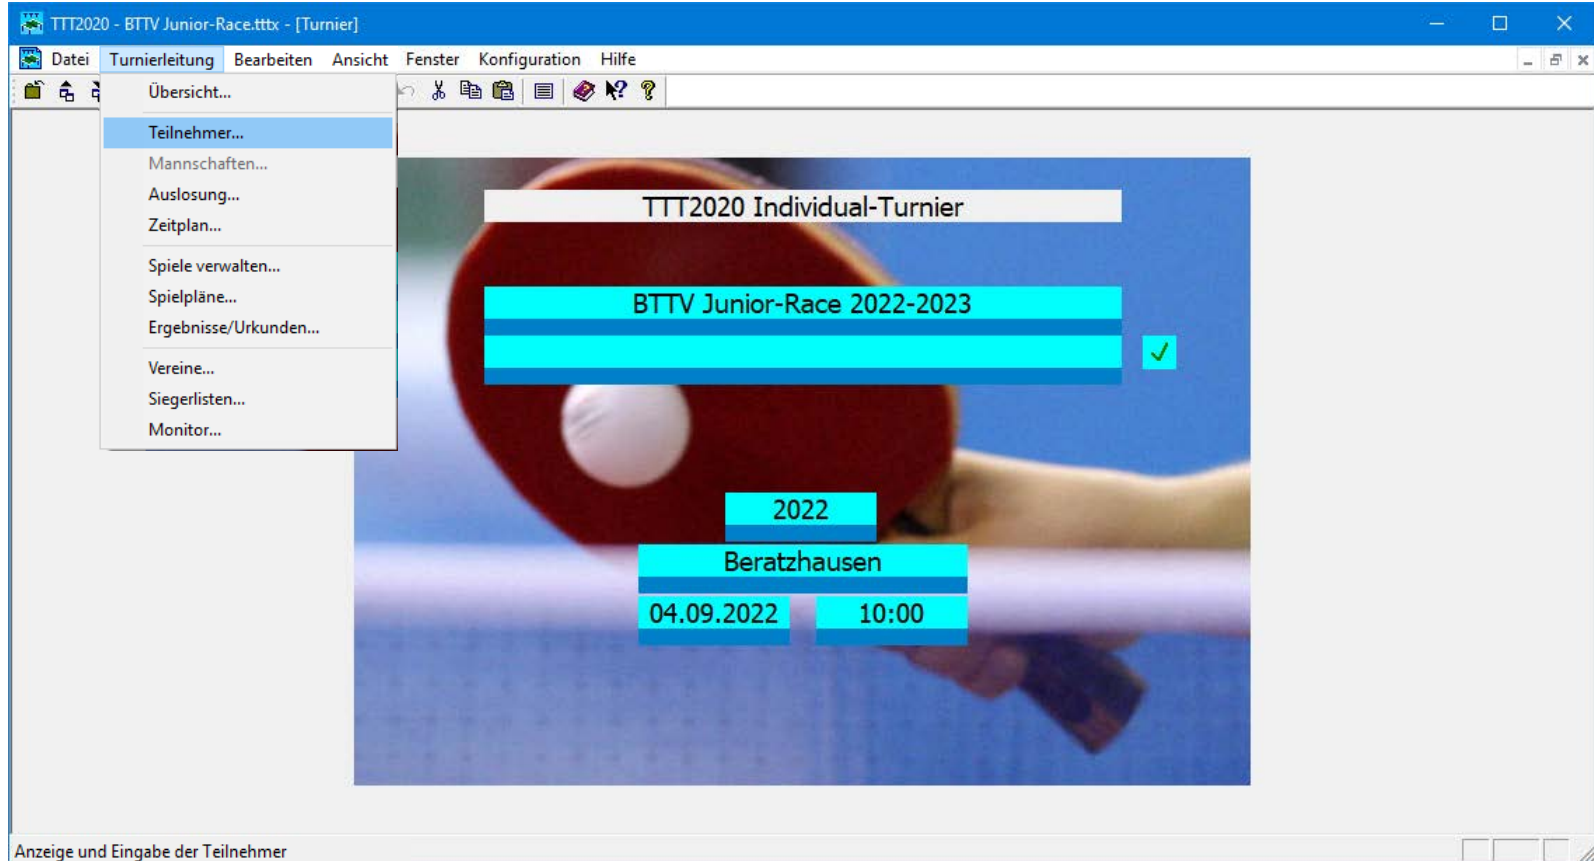 TTT2020 - BTTV Junior-Race.tttx - [Turnier]
Datei Turnierleitung Bearbeiten Ansicht Fenster Konfiguration Hilfe
Übersicht...
Teilnehmer...
Mannschaften...
Auslosung...
Zeitplan...
Spiele verwalten...
Spielpläne...
Ergebnisse/Urkunden...
Vereine...
Siegerlisten...
Monitor...
TTT2020 Individual-Turnier
BTTV Junior-Race 2022-2023
2022
Beratzhausen
04.09.2022 10:00
Anzeige und Eingabe der Teilnehmer